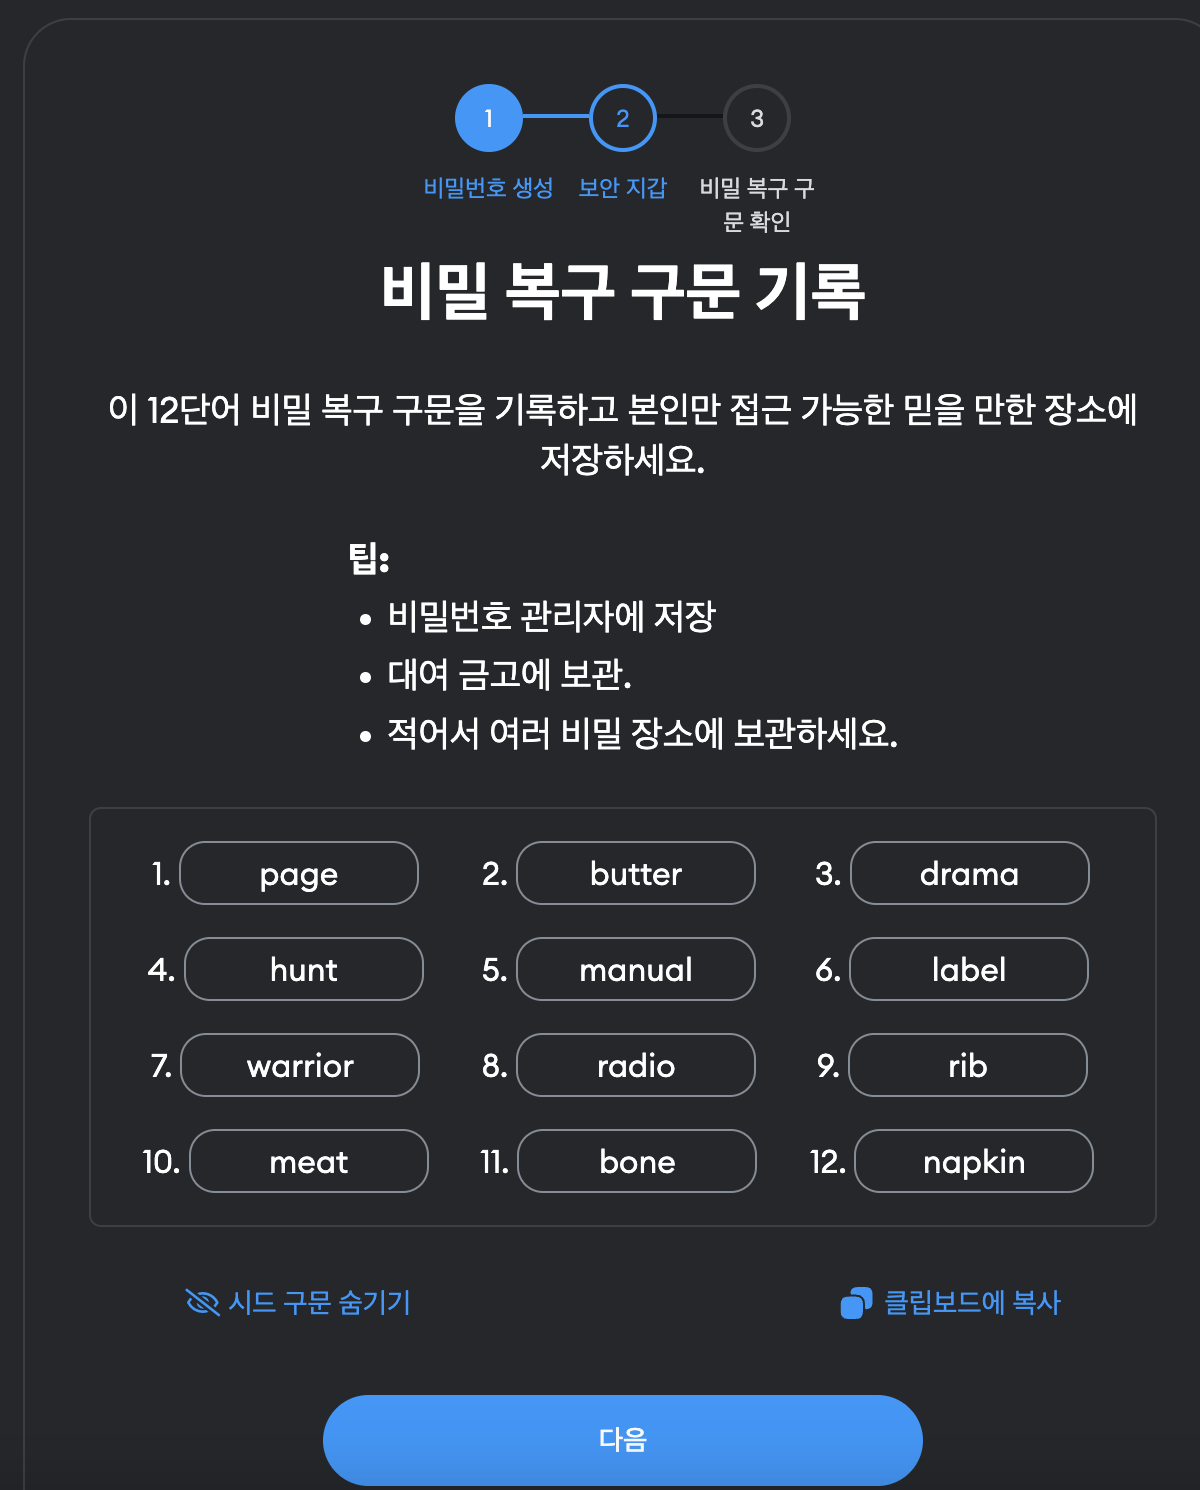 1
2
3
비밀번호 생성
보안 지갑
비밀 복구 구
문 확인
비밀 복구 구문 기록
이 12단어 비밀 복구 구문을 기록하고 본인만 접근 가능한 믿을 만한 장소에
저장하세요.
팁:
• 비밀번호 관리자에 저장
• 대여 금고에 보관.
• 적어서 여러 비밀 장소에 보관하세요.
1. page 2. butter 3. drama
4. hunt 5. manual 6. label
7. warrior 8. radio 9. rib
10. meat 11. bone 12. napkin
시드 구문 숨기기 클립보드에 복사
다음